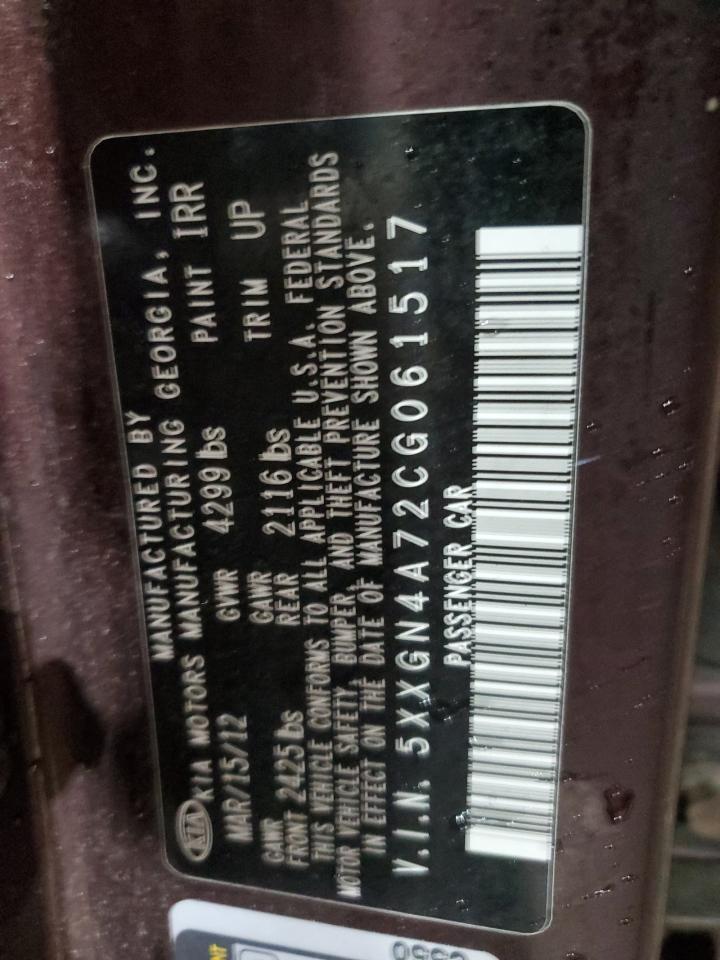 KIA
MANUFACTURED BY
KIA MOTORS MANUFACTURING GEORGIA, INC.
MAR/15/12 GVWR 4299 lbs PAINT IRR
GAWR FRONT 2425 lbs GAWR REAR 2116 lbs TRIM UP
THIS VEHICLE CONFORMS TO ALL APPLICABLE U.S.A. FEDERAL
MOTOR VEHICLE SAFETY, BUMPER, AND THEFT PREVENTION STANDARDS
IN EFFECT ON THE DATE OF MANUFACTURE SHOWN ABOVE.
V.I.N. 5XXGN4A72CG061517
PASSENGER CAR